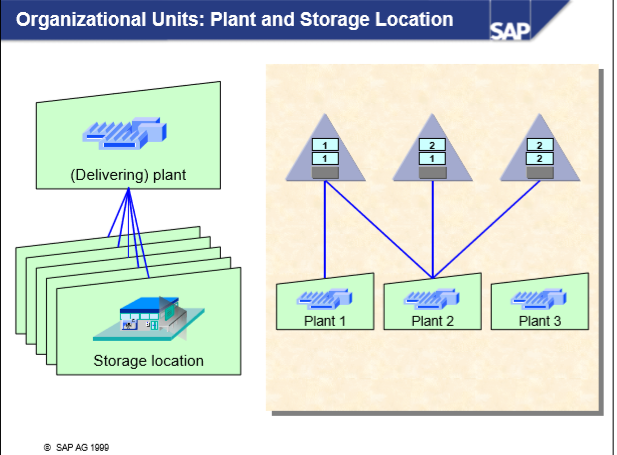 Organizational Units: Plant and Storage Location
SAP
(Delivering) plant
Storage location
1
1
2
1
2
2
Plant 1
Plant 2
Plant 3
© SAP AG 1999